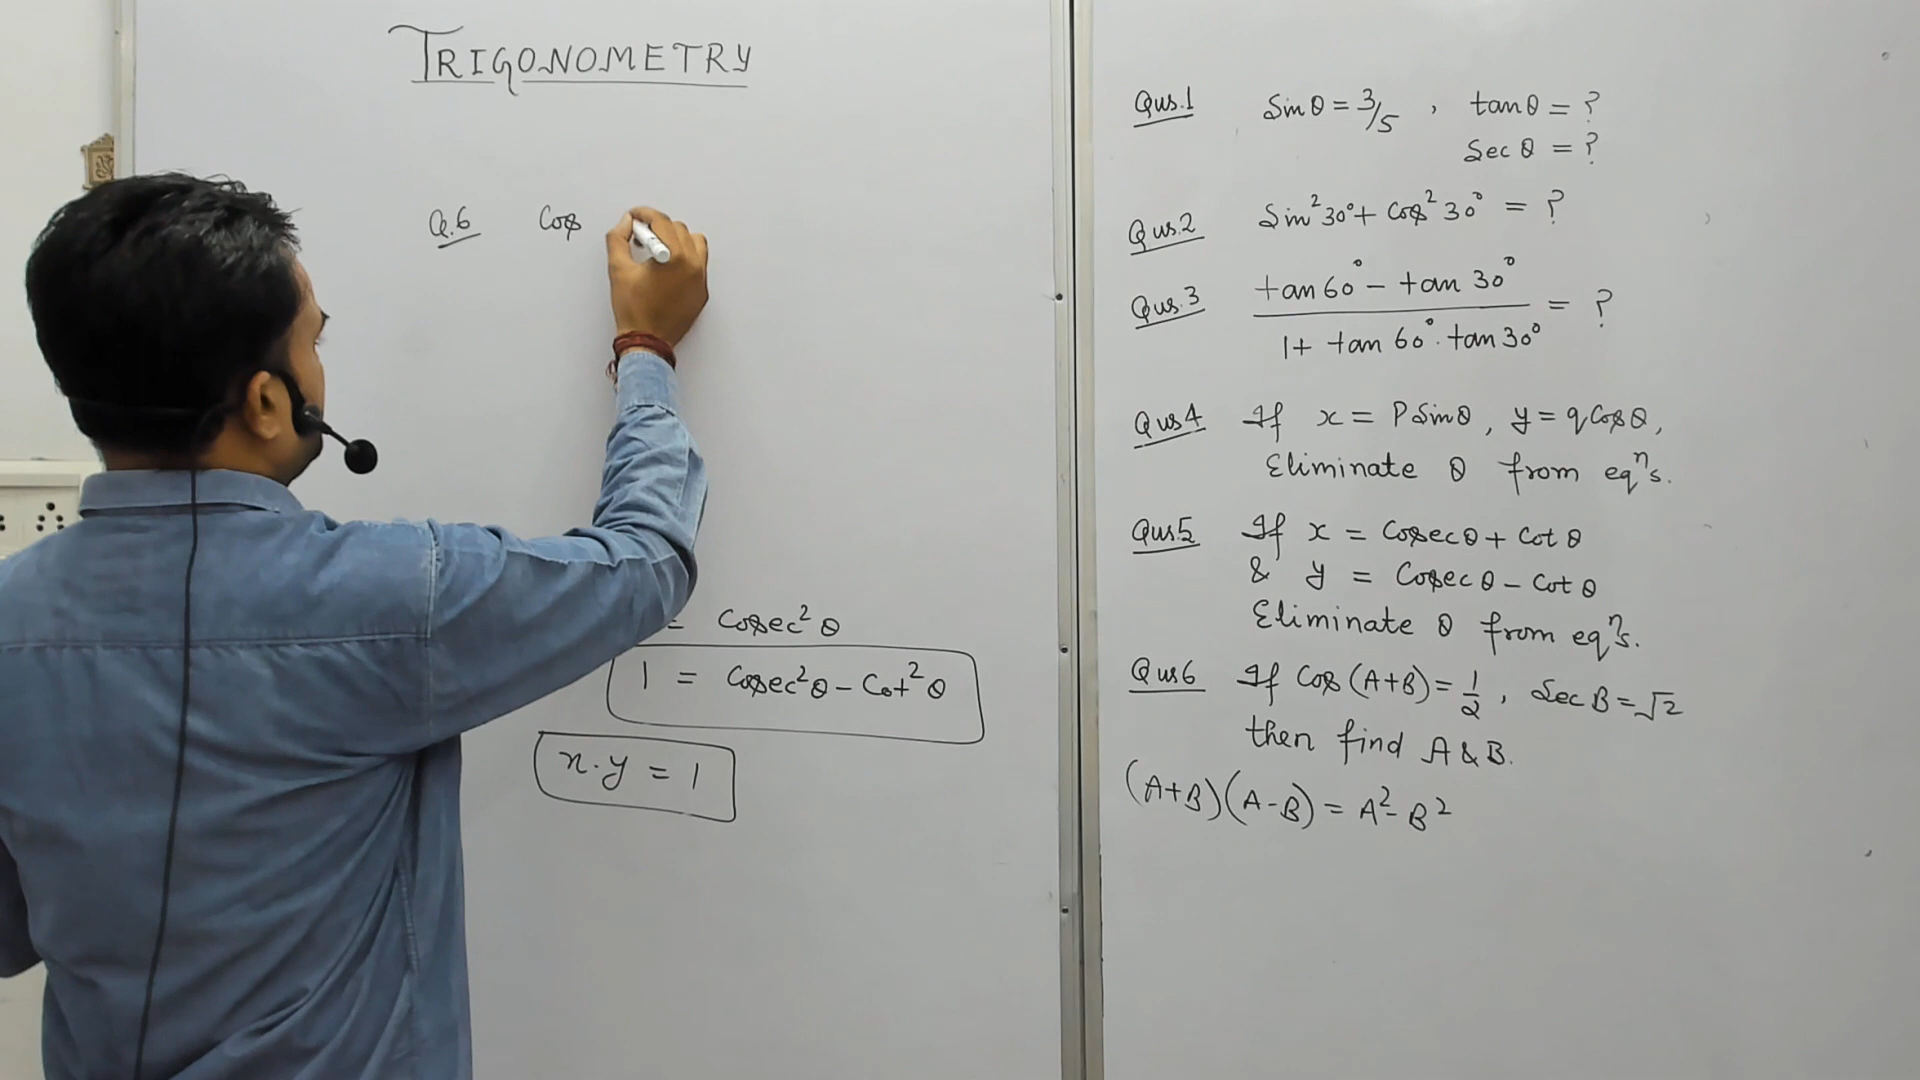 TRIGONOMETRY
Q.6 Cos
= Cosec²θ
1 = Cosec²θ - Cot²θ
x.y = 1
Qus.1 Sinθ = 3/5 , tanθ = ?
Secθ = ?
Qus.2 Sin²30° + Cos²30° = ?
Qus.3 tan60° - tan30° / 1 + tan60°.tan30° = ?
Qus4 If x = PSinθ, y = qCosθ,
Eliminate θ from eqⁿs.
Qus5 If x = Cosecθ + Cotθ
& y = Cosecθ - Cotθ
Eliminate θ from eqⁿs.
Qus6 If Cos(A+B) = 1/2, SecB = √2
then find A & B.
(A+B)(A-B) = A²-B²